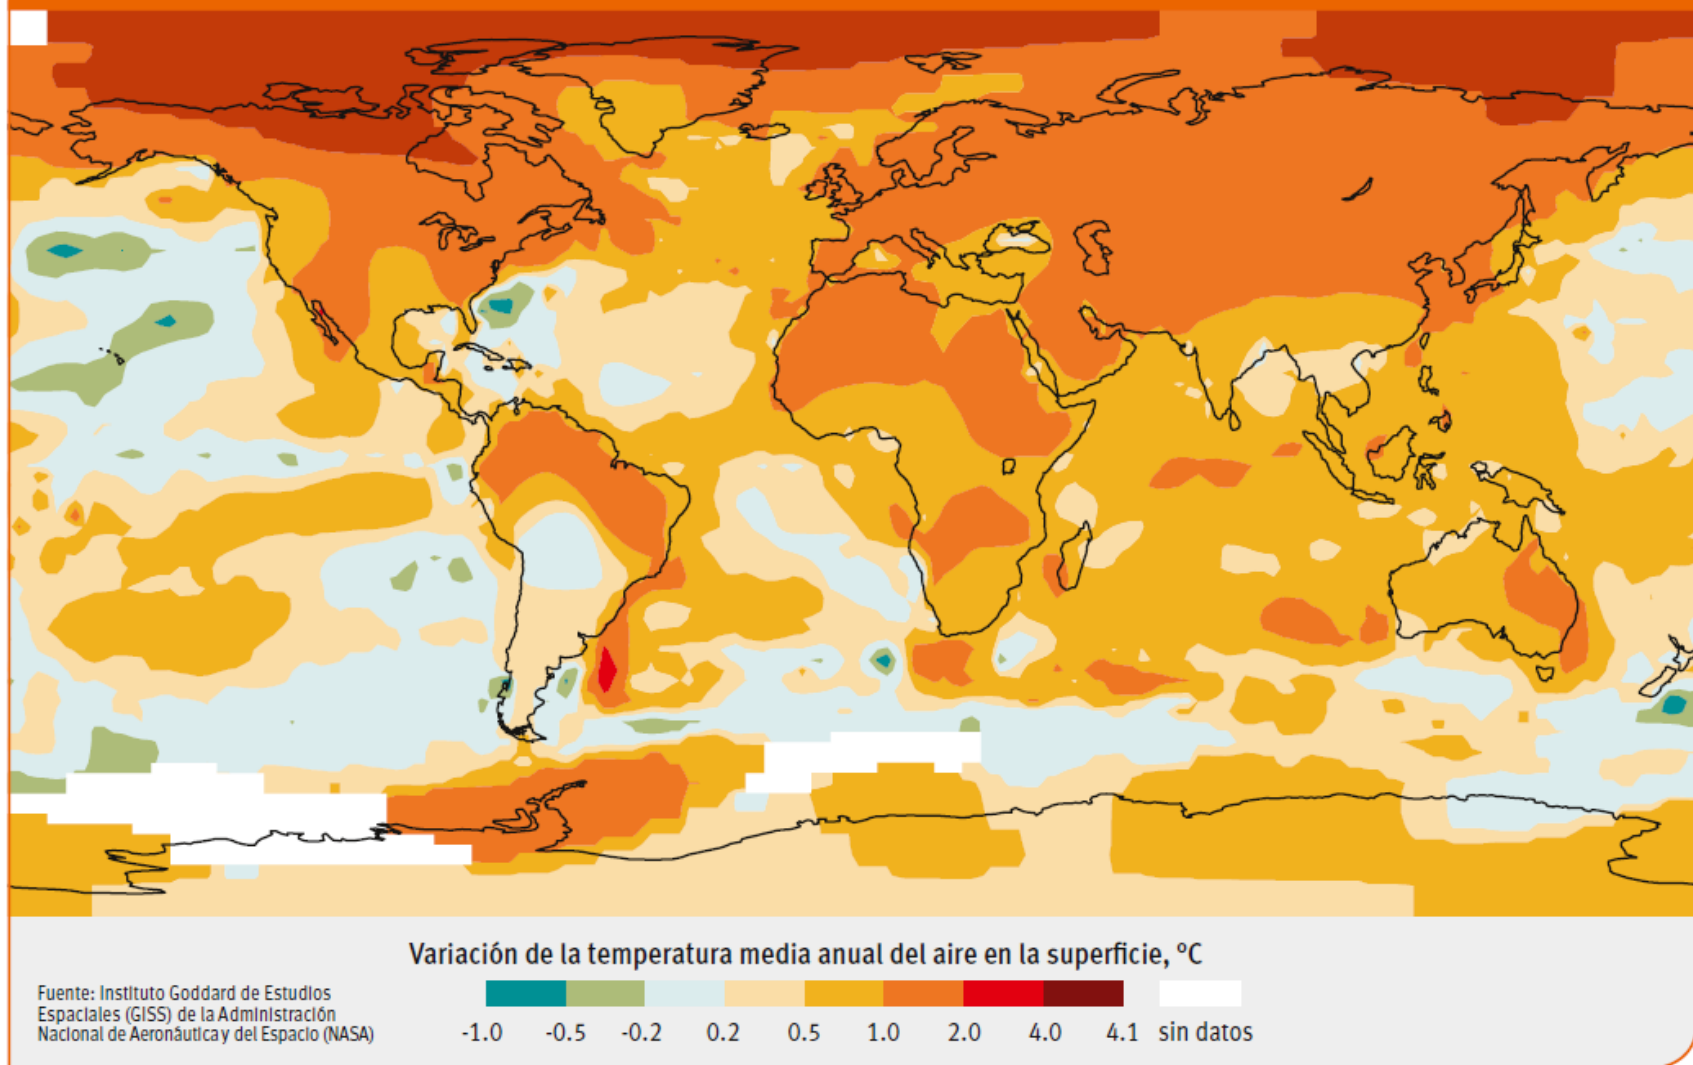 Variación de la temperatura media anual del aire en la superficie, °C
Fuente: Instituto Goddard de Estudios
Espaciales (GISS) de la Administración
Nacional de Aeronáutica y del Espacio (NASA)
-1.0 -0.5 -0.2 0.2 0.5 1.0 2.0 4.0 4.1 sin datos